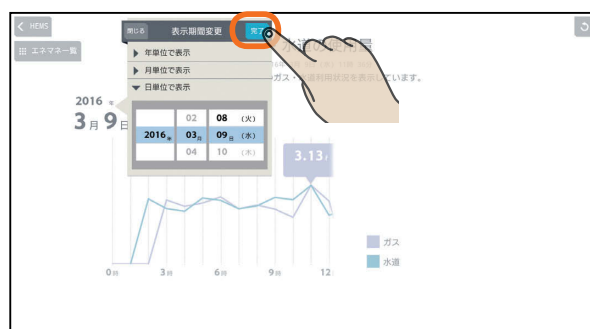 HEMS
エネマネ一覧
閉じる 表示期間変更 完了
水道の使用量
年単位で表示
月単位で表示
ガス・水道利用状況を表示しています。
日単位で表示
2016 年
3月9日
02 08 (火)
2016年 03月 09日 (水)
04 10 (木)
3.13
ガス
水道
0時 3時 6時 9時 12